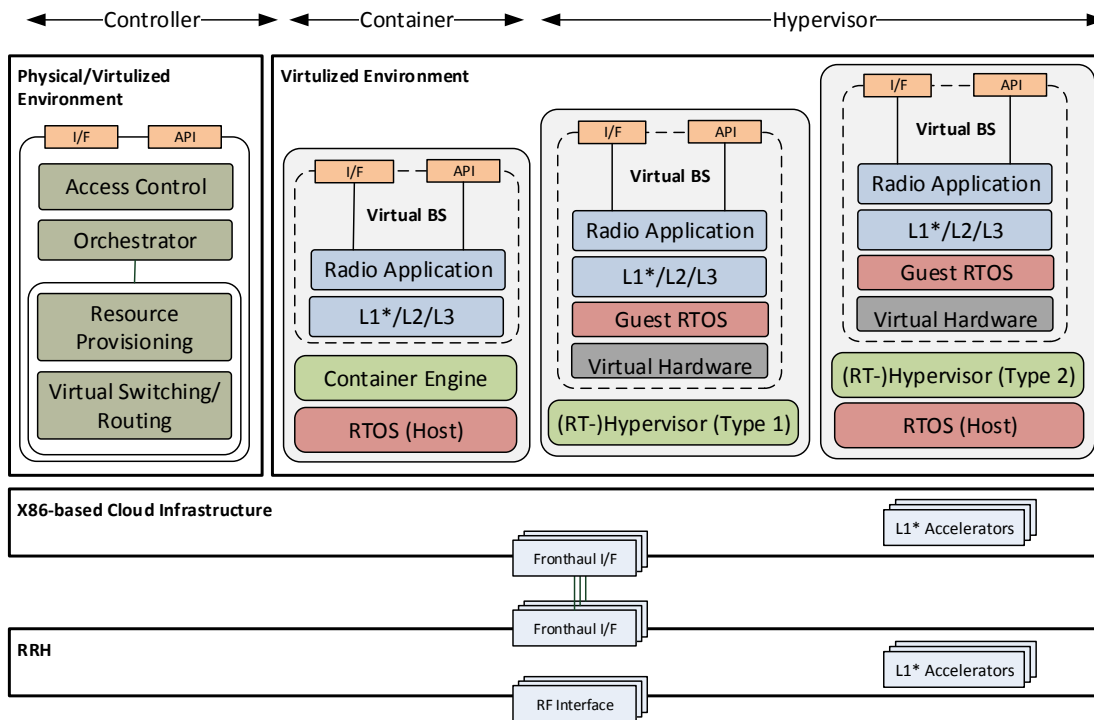 Controller
Container
Hypervisor
Physical/Virtulized
Environment
I/F
API
Access Control
Orchestrator
Resource
Provisioning
Virtual Switching/
Routing
Virtulized Environment
I/F
API
Virtual BS
Radio Application
L1*/L2/L3
Container Engine
RTOS (Host)
I/F
API
Virtual BS
Radio Application
L1*/L2/L3
Guest RTOS
Virtual Hardware
(RT-)Hypervisor (Type 1)
I/F
API
Virtual BS
Radio Application
L1*/L2/L3
Guest RTOS
Virtual Hardware
(RT-)Hypervisor (Type 2)
RTOS (Host)
X86-based Cloud Infrastructure
L1* Accelerators
Fronthaul I/F
Fronthaul I/F
RRH
L1* Accelerators
RF Interface